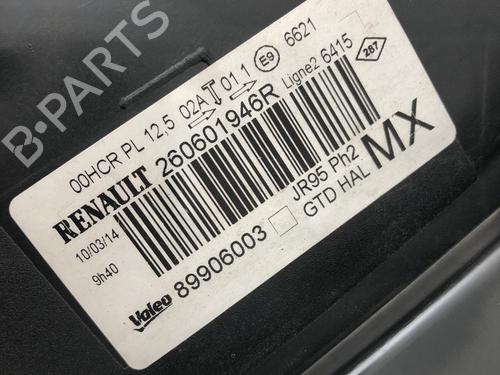 B-PARTS
00HCR PL 12,5 02A 01 1 E9 6621
RENAULT 260601946R Ligne2 6415 287
10/03/14
9h40
JR95 Ph2
GTD HAL MX
Valeo 89906003